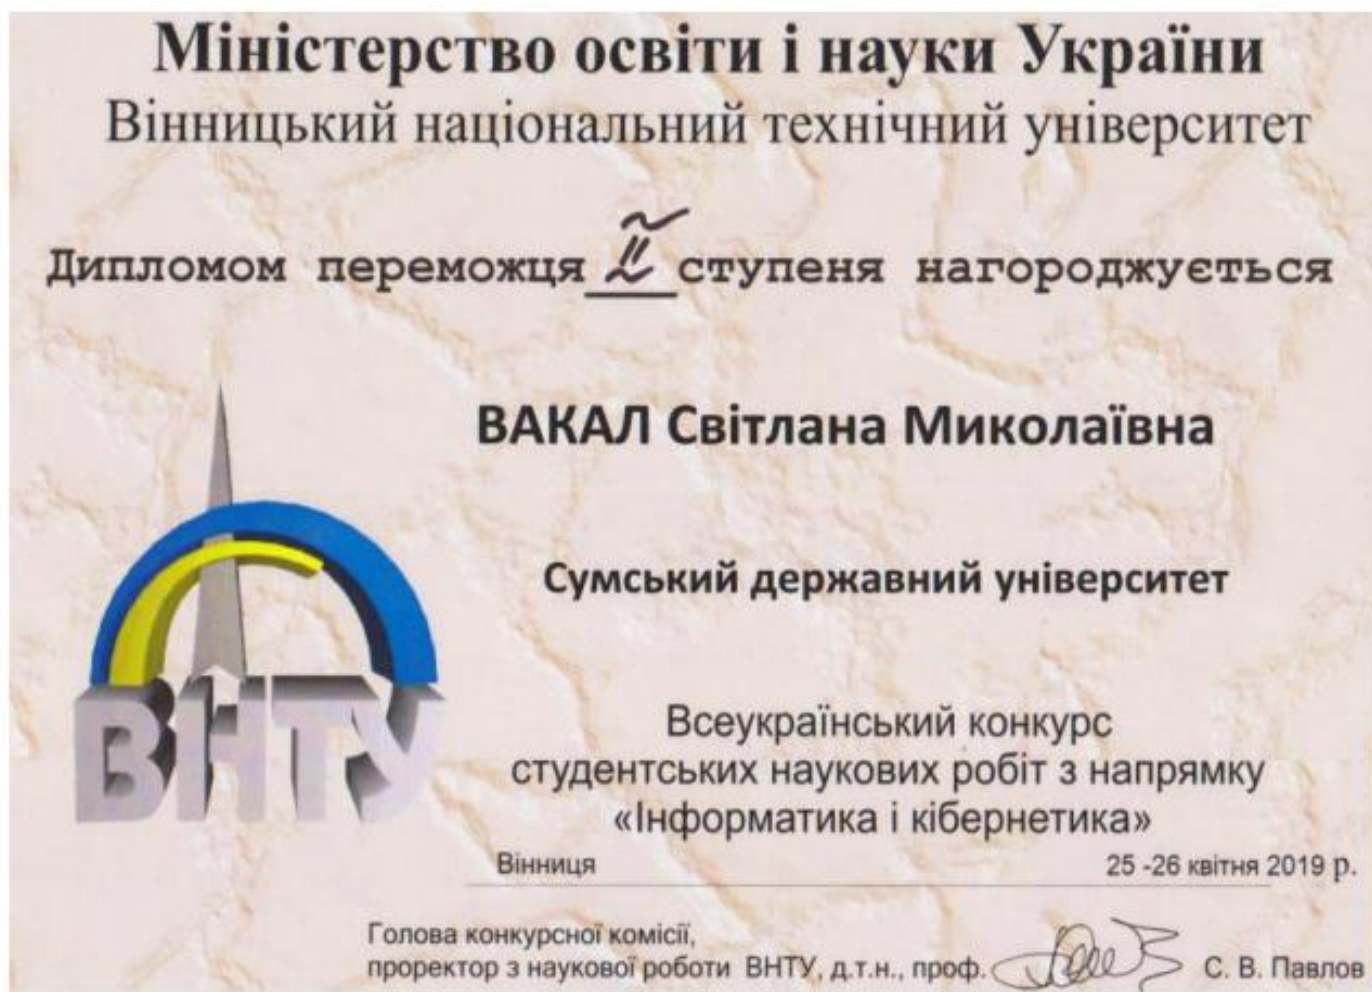 Міністерство освіти і науки України
Вінницький національний технічний університет
Дипломом переможця II ступеня нагороджується
ВАКАЛ Світлана Миколаївна
Сумський державний університет
ВНТУ
Всеукраїнський конкурс
студентських наукових робіт з напрямку
«Інформатика і кібернетика»
Вінниця 25 -26 квітня 2019 р.
Голова конкурсної комісії,
проректор з наукової роботи ВНТУ, д.т.н., проф. С. В. Павлов